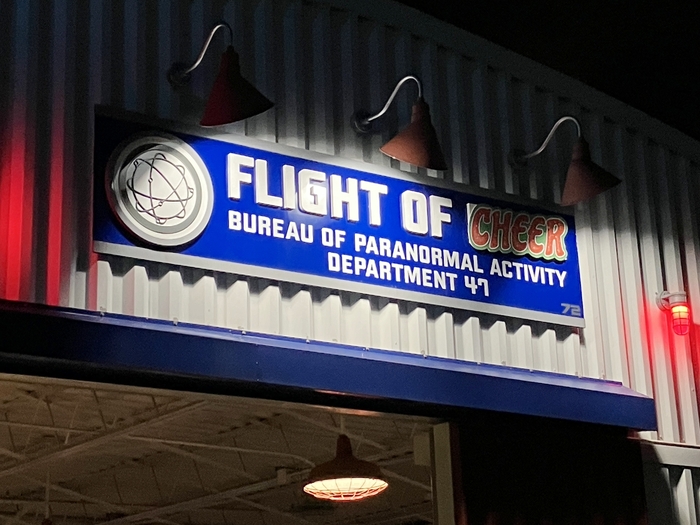 FLIGHT OF CHEER
BUREAU OF PARANORMAL ACTIVITY
DEPARTMENT 47
72